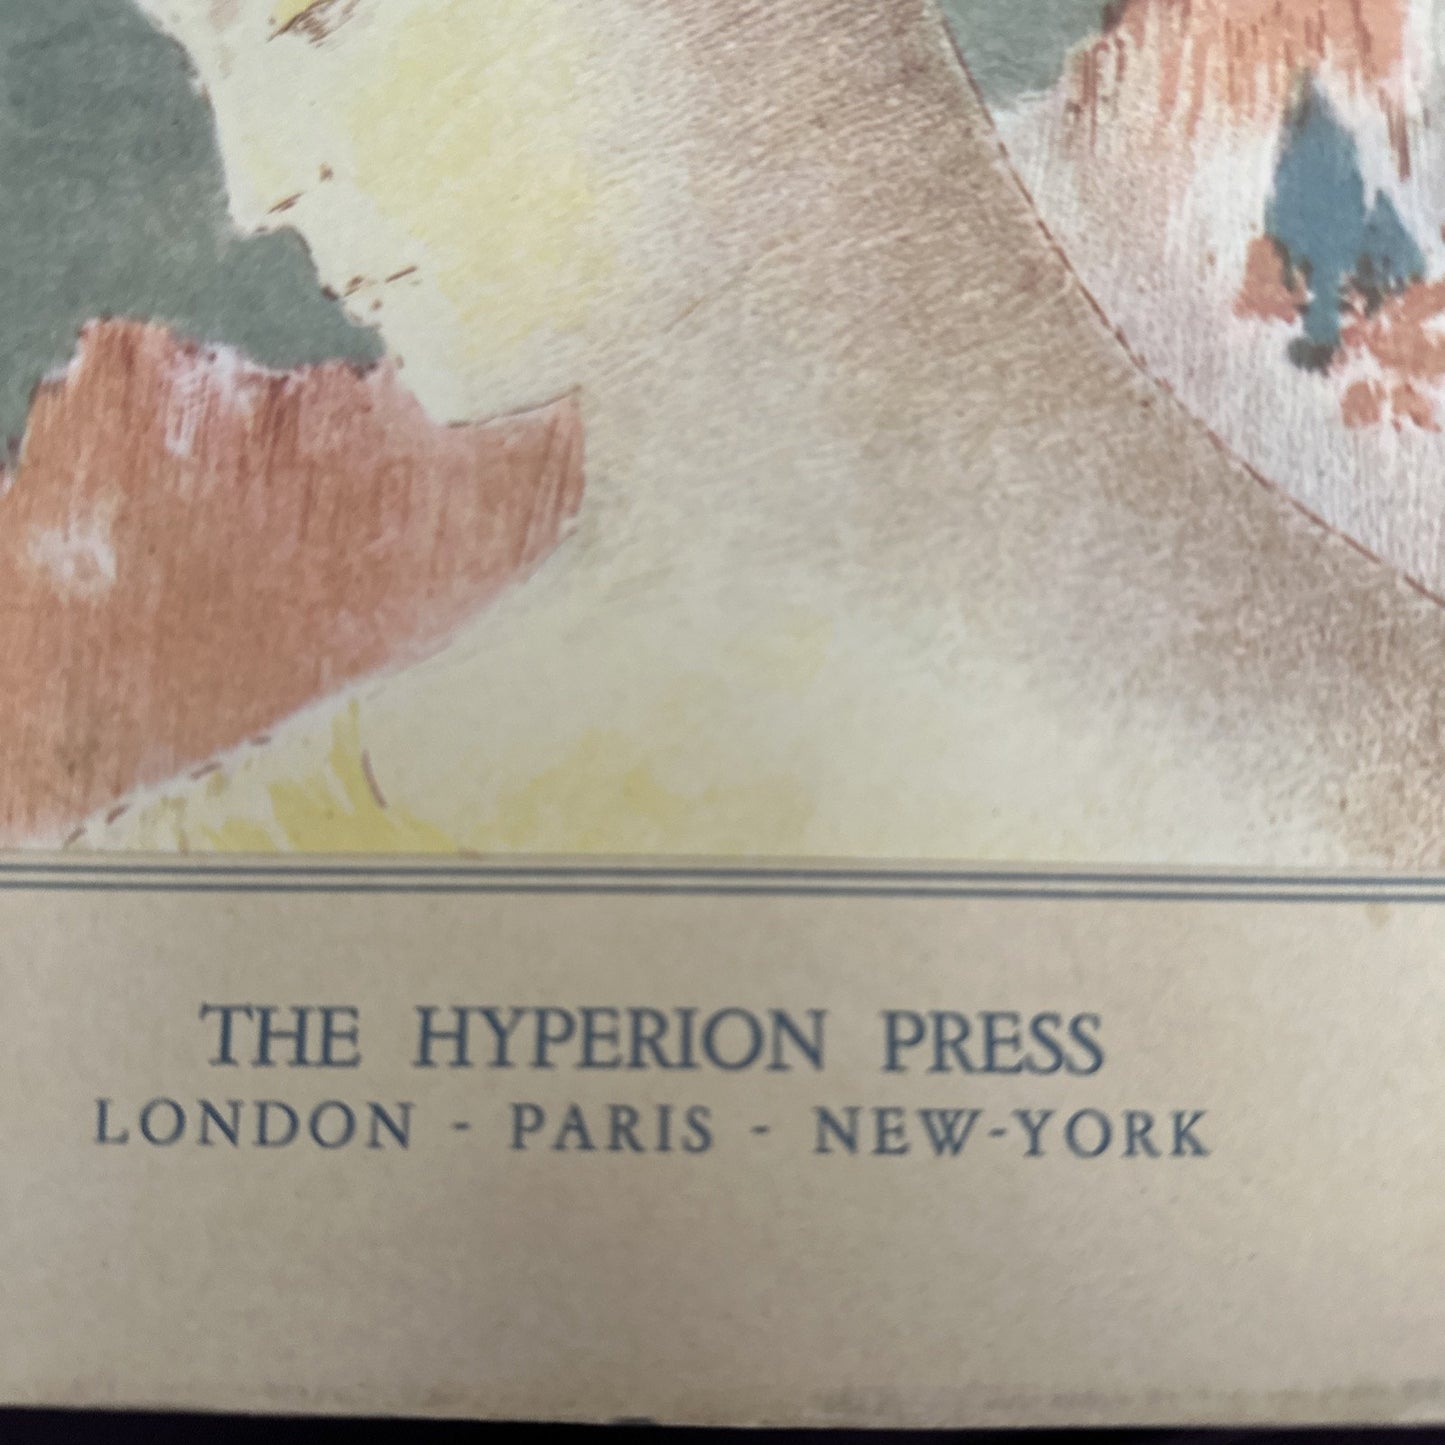 THE HYPERION PRESS
LONDON - PARIS - NEW-YORK